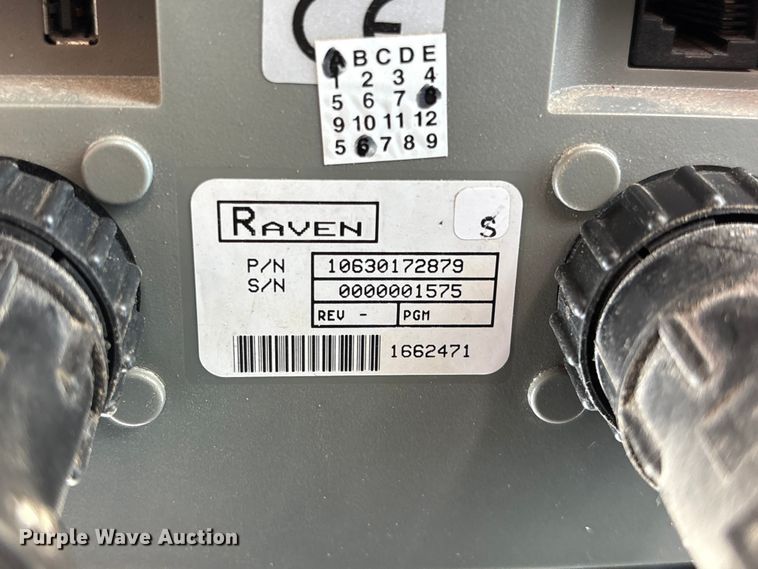 CE
A B C D E
1 2 3 4
5 6 7 8
9 10 11 12
5 6 7 8 9
RAVEN
S
P/N 10630172879
S/N 0000001575
REV - PGM
1662471
Purple Wave Auction